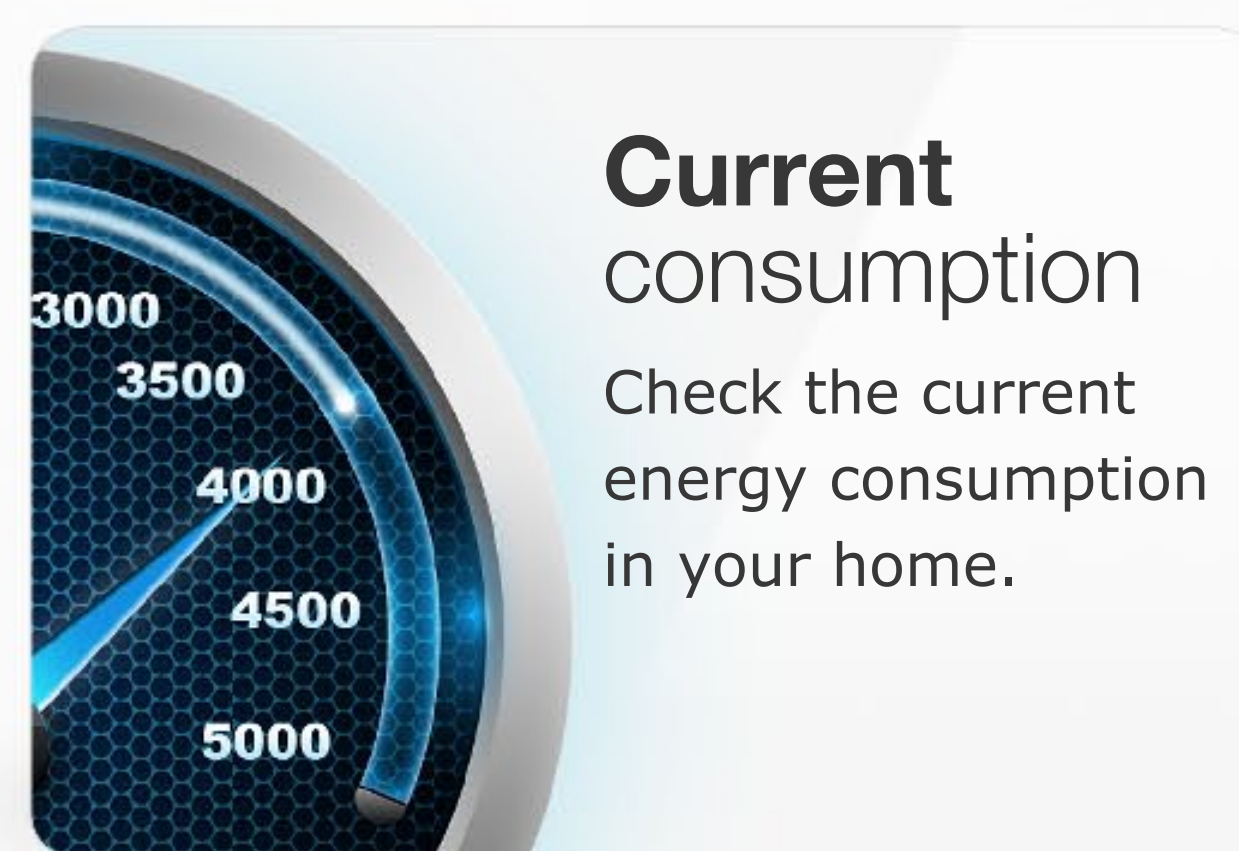 Current
consumption
Check the current
energy consumption
in your home.
3000
3500
4000
4500
5000